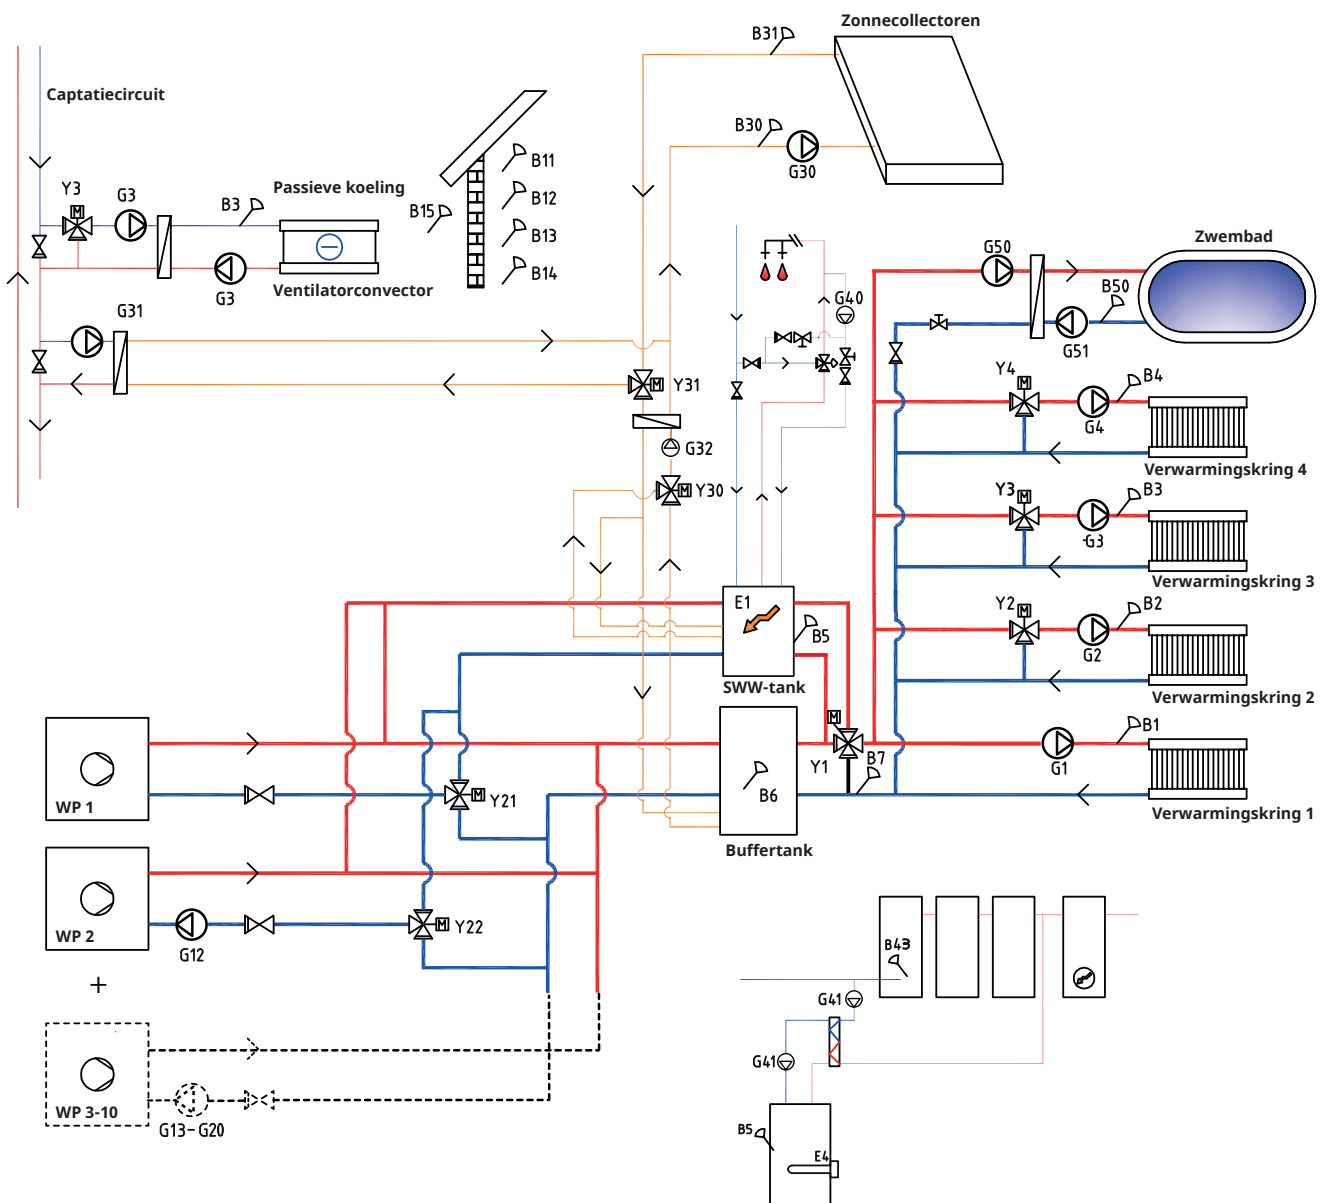 Zonnecollectoren
B31
Captatiecircuit
B30
G30
B11
Y3
G3
B3
Passieve koeling
B12
B15
B13
B14
G3
Ventilatorconvector
Zwembad
G50
B50
G51
G40
G31
Y31
M
Y4
M
B4
G4
Verwarmingskring 4
G32
M
Y30
Y3
M
B3
-G3
Verwarmingskring 3
E1
B5
SWW-tank
Y2
M
B2
G2
Verwarmingskring 2
M
Y1
B7
G1
B1
Verwarmingskring 1
WP 1
M
Y21
B6
Buffertank
WP 2
G12
M
Y22
+
B43
G41
G41
WP 3-10
G13-G20
B5
E4
M